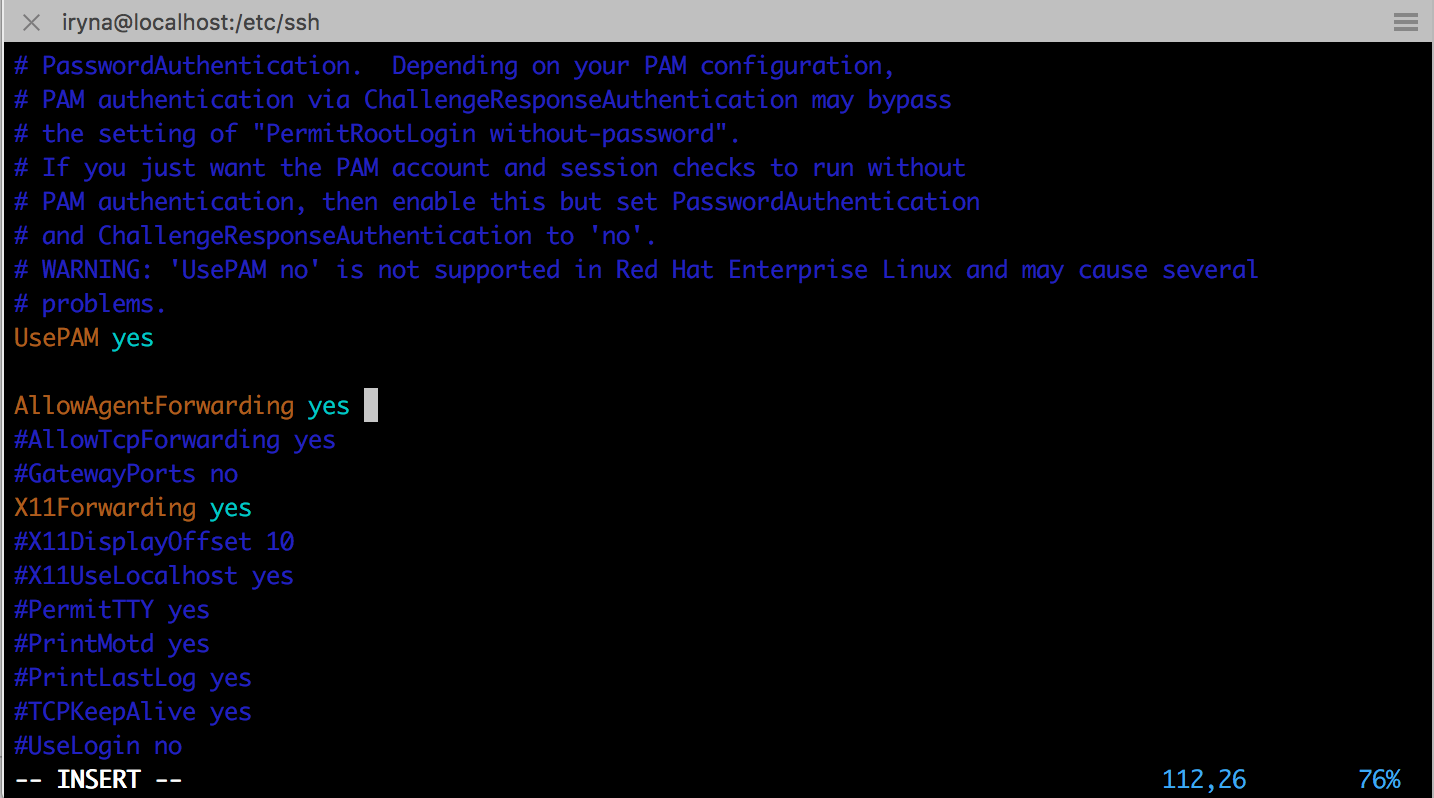 iryna@localhost:/etc/ssh
# PasswordAuthentication.  Depending on your PAM configuration,
# PAM authentication via ChallengeResponseAuthentication may bypass
# the setting of "PermitRootLogin without-password".
# If you just want the PAM account and session checks to run without
# PAM authentication, then enable this but set PasswordAuthentication
# and ChallengeResponseAuthentication to 'no'.
# WARNING: 'UsePAM no' is not supported in Red Hat Enterprise Linux and may cause several
# problems.
UsePAM yes
AllowAgentForwarding yes
#AllowTcpForwarding yes
#GatewayPorts no
X11Forwarding yes
#X11DisplayOffset 10
#X11UseLocalhost yes
#PermitTTY yes
#PrintMotd yes
#PrintLastLog yes
#TCPKeepAlive yes
#UseLogin no
-- INSERT -- 112,26 76%